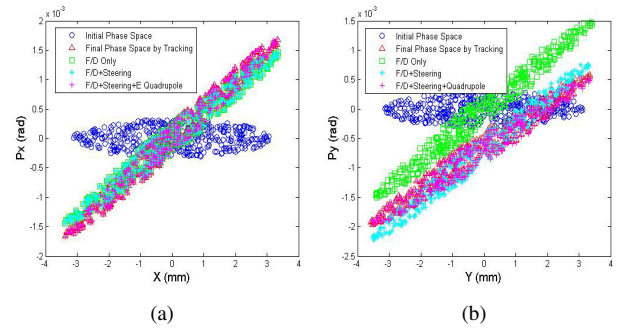 x 10⁻³
1.5
Initial Phase Space
Final Phase Space by Tracking
F/D Only
F/D+Steering
F/D+Steering+E Quadrupole
2
1.5
1
0.5
0
-0.5
-1
-1.5
-2
Px (rad)
-4 -3 -2 -1 0 1 2 3 4
X (mm)
(a)
x 10⁻³
Initial Phase Space
Final Phase Space by Tracking
F/D Only
F/D+Steering
F/D+Steering+Quadrupole
1.5
1
0.5
0
-0.5
-1
-1.5
-2
-2.5
Py (rad)
-4 -3 -2 -1 0 1 2 3 4
Y (mm)
(b)